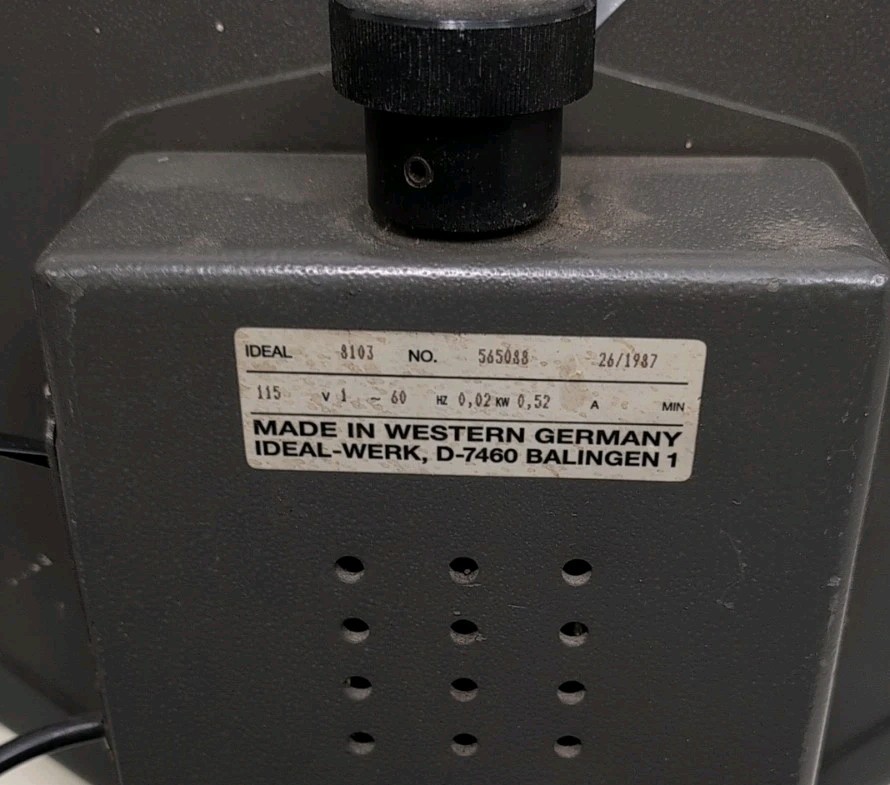 IDEAL 8103 NO. 565088 26/1987
115 V 1 ~ 60 HZ 0,02 KW 0,52 A MIN
MADE IN WESTERN GERMANY
IDEAL-WERK, D-7460 BALINGEN 1